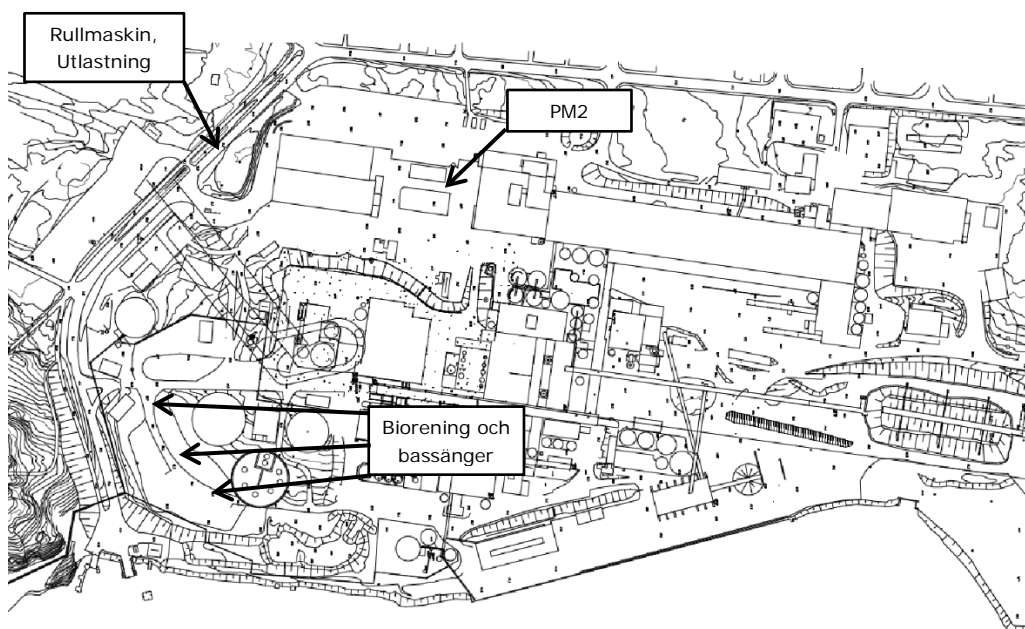 Rullmaskin,
Utlastning
PM2
Biorening och
bassänger